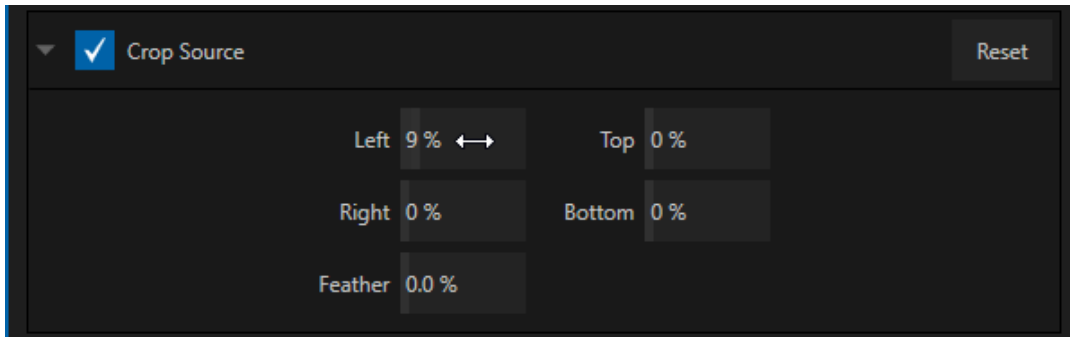 Crop Source Reset
Left 9 % Top 0 %
Right 0 % Bottom 0 %
Feather 0.0 %